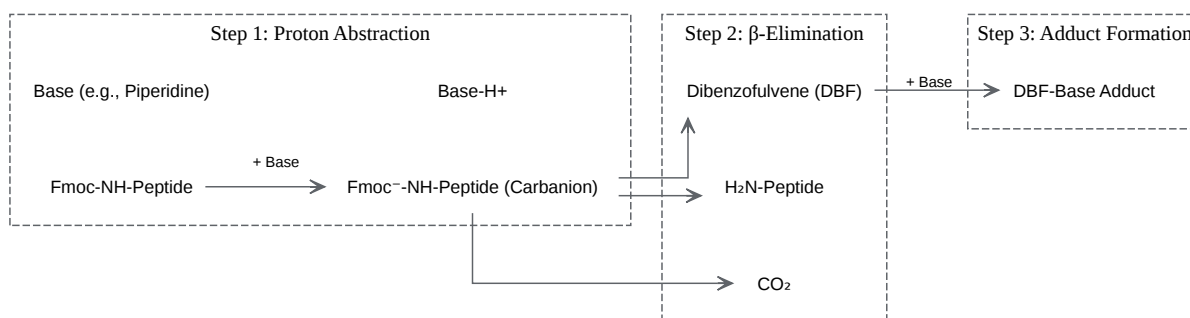 Step 1: Proton Abstraction
Base (e.g., Piperidine)
Base-H+
Fmoc-NH-Peptide
+ Base
Fmoc⁻-NH-Peptide (Carbanion)
Step 2: β-Elimination
Dibenzofulvene (DBF)
H₂N-Peptide
CO₂
+ Base
Step 3: Adduct Formation
DBF-Base Adduct